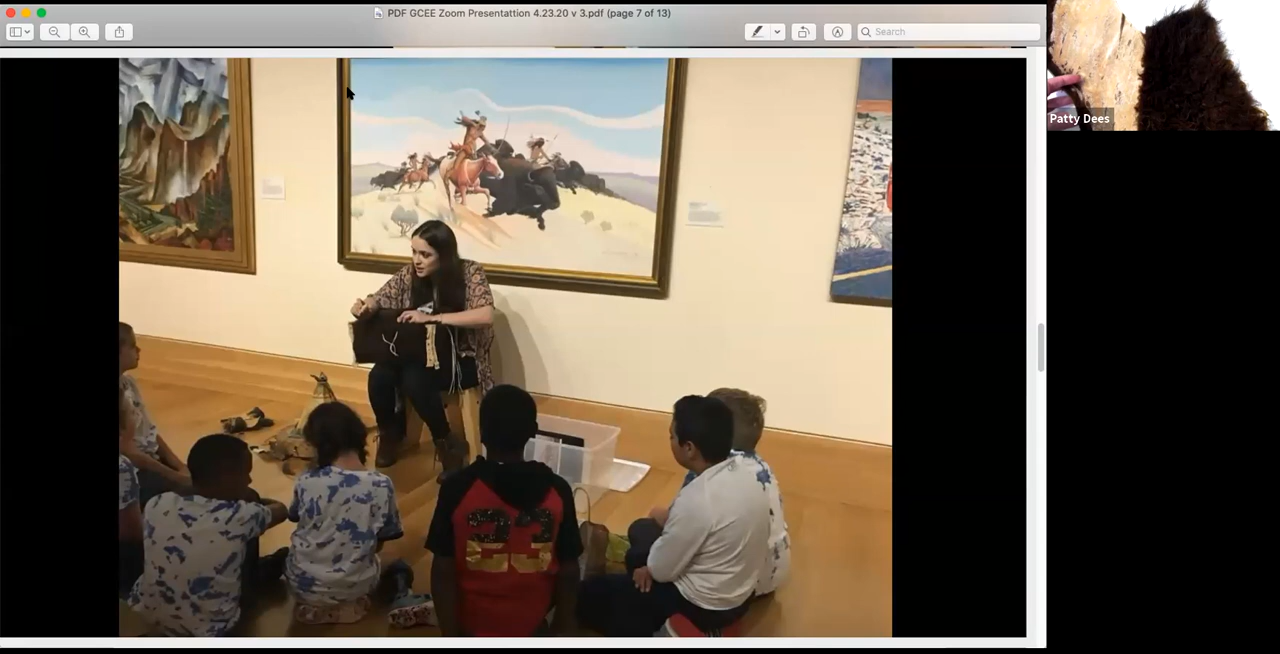 PDF GCEE Zoom Presentattion 4.23.20 v 3.pdf (page 7 of 13)
Search
Patty Dees
23